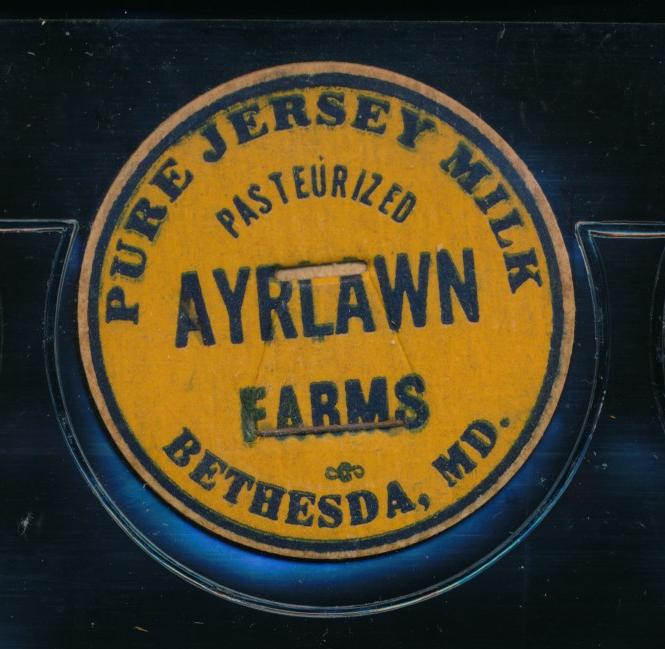 PURE JERSEY MILK
PASTEURIZED
AYRLAWN
FARMS
BETHESDA, MD.